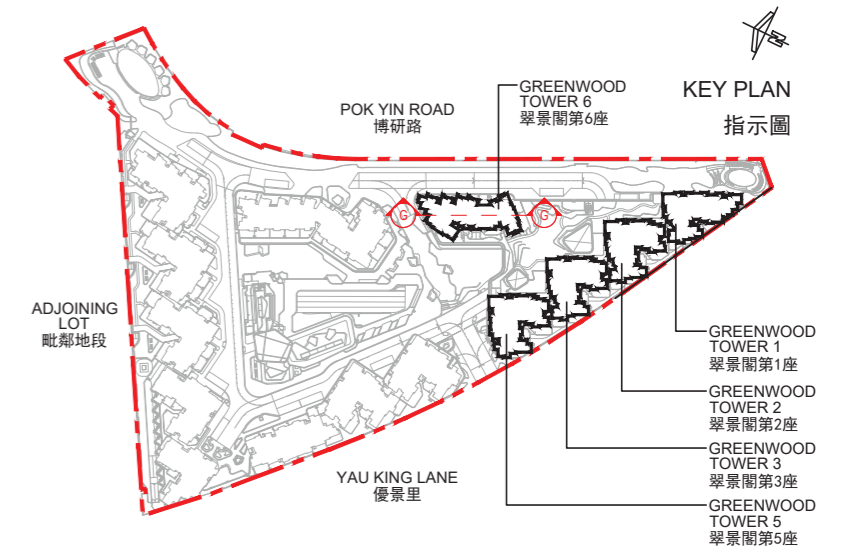 N
KEY PLAN
指示圖
GREENWOOD
TOWER 6
翠景閣第6座
POK YIN ROAD
博研路
G
G
ADJOINING
LOT
毗鄰地段
GREENWOOD
TOWER 1
翠景閣第1座
GREENWOOD
TOWER 2
翠景閣第2座
GREENWOOD
TOWER 3
翠景閣第3座
YAU KING LANE
優景里
GREENWOOD
TOWER 5
翠景閣第5座